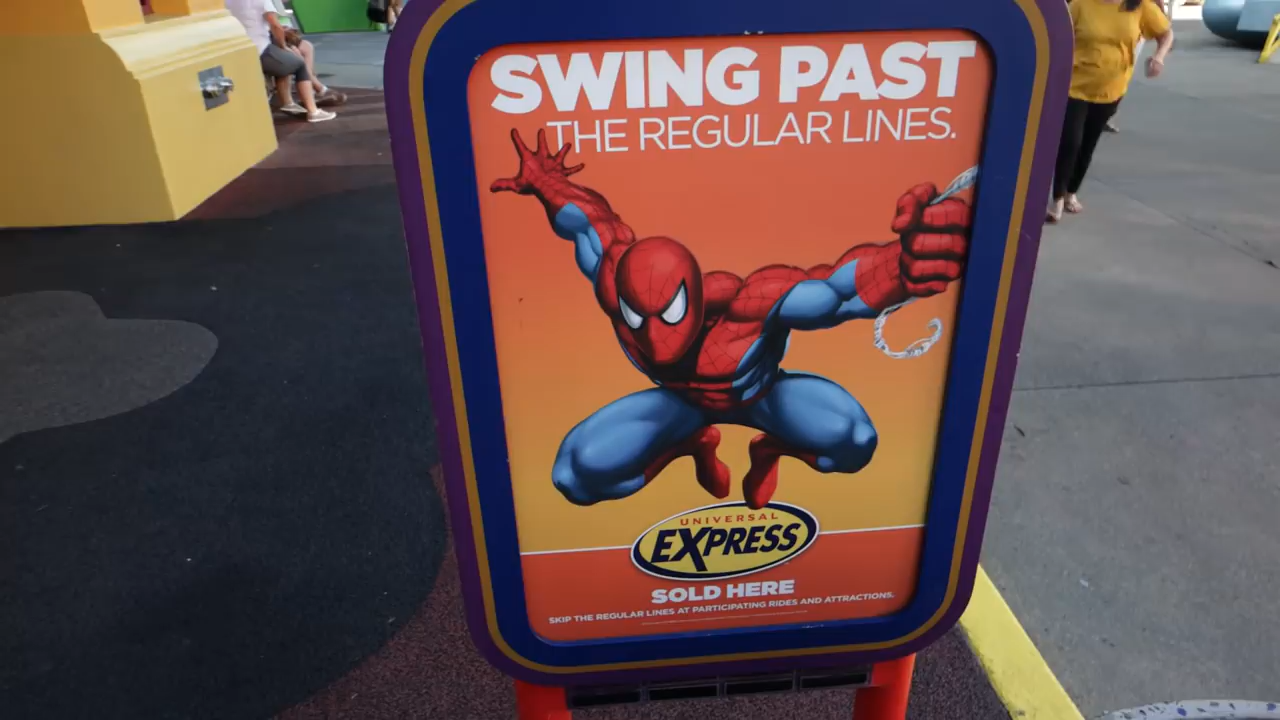 SWING PAST
THE REGULAR LINES.
UNIVERSAL
EXPRESS
SOLD HERE
SKIP THE REGULAR LINES AT PARTICIPATING RIDES AND ATTRACTIONS.